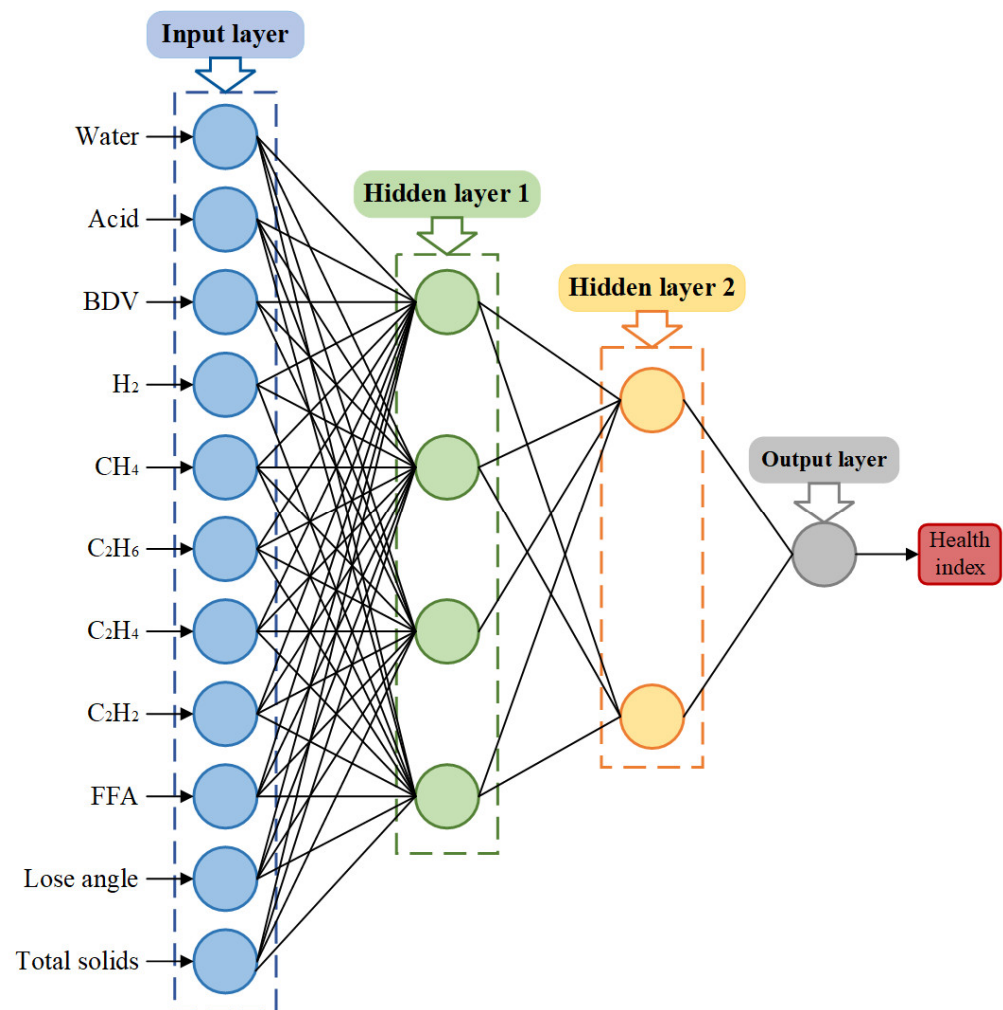 Input layer
Water
Acid
BDV
H₂
CH₄
C₂H₆
C₂H₄
C₂H₂
FFA
Lose angle
Total solids
Hidden layer 1
Hidden layer 2
Output layer
Health
index